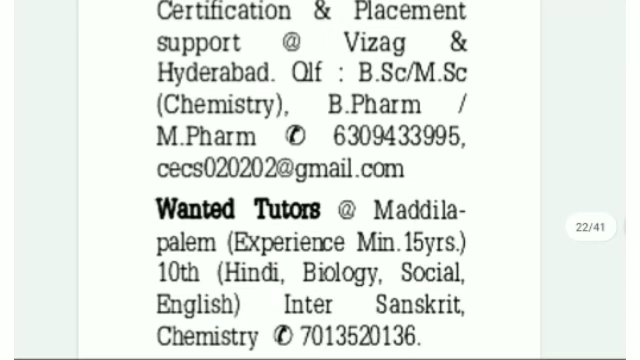 Certification & Placement
support @ Vizag &
Hyderabad. Qlf : B.Sc/M.Sc
(Chemistry), B.Pharm /
M.Pharm ✆ 6309433995,
cecs020202@gmail.com
Wanted Tutors @ Maddila-
palem (Experience Min.15yrs.)
10th (Hindi, Biology, Social,
English) Inter Sanskrit,
Chemistry ✆ 7013520136.
22/41